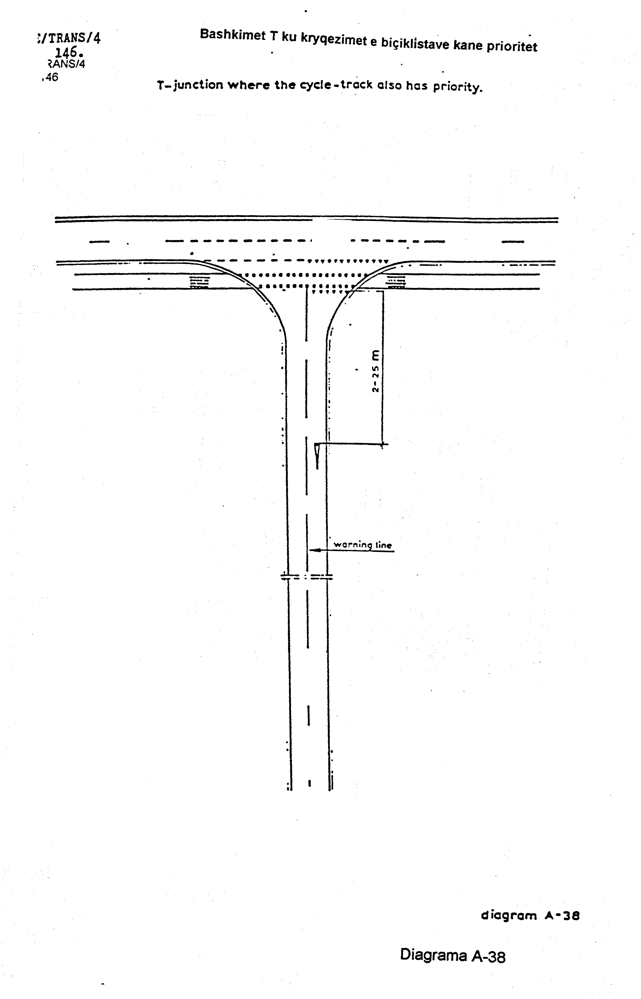 :/TRANS/4
146.
RANS/4
.46
Bashkimet T ku kryqezimet e biçiklistave kane prioritet
T-junction where the cycle-track also has priority.
2-25 m
warning line
diagram A-38
Diagrama A-38